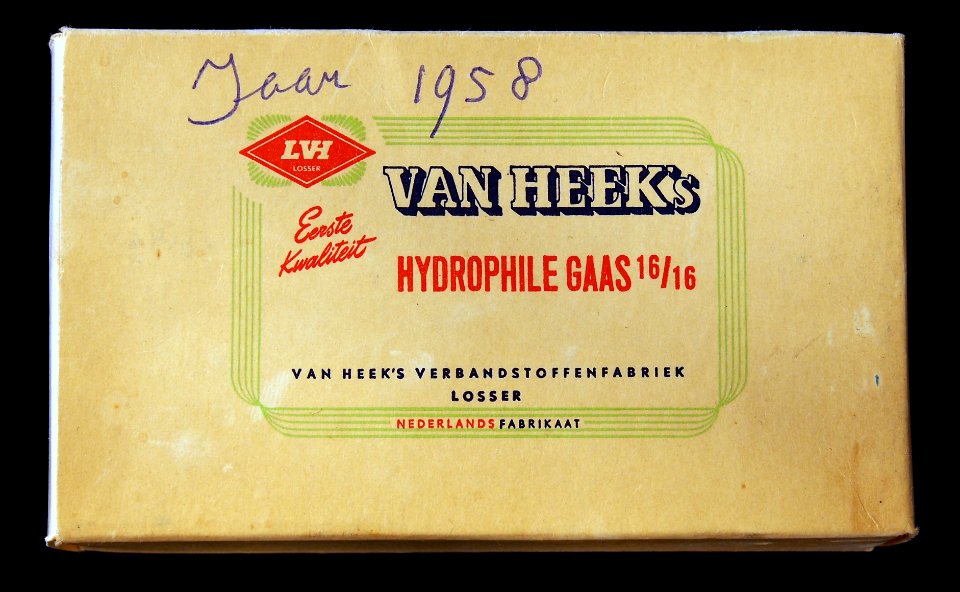 Jaar 1958
LVH
LOSSER
VAN HEEK's
Eerste
Kwaliteit
HYDROPHILE GAAS 16/16
VAN HEEK'S VERBANDSTOFFENFABRIEK
LOSSER
NEDERLANDS FABRIKAAT